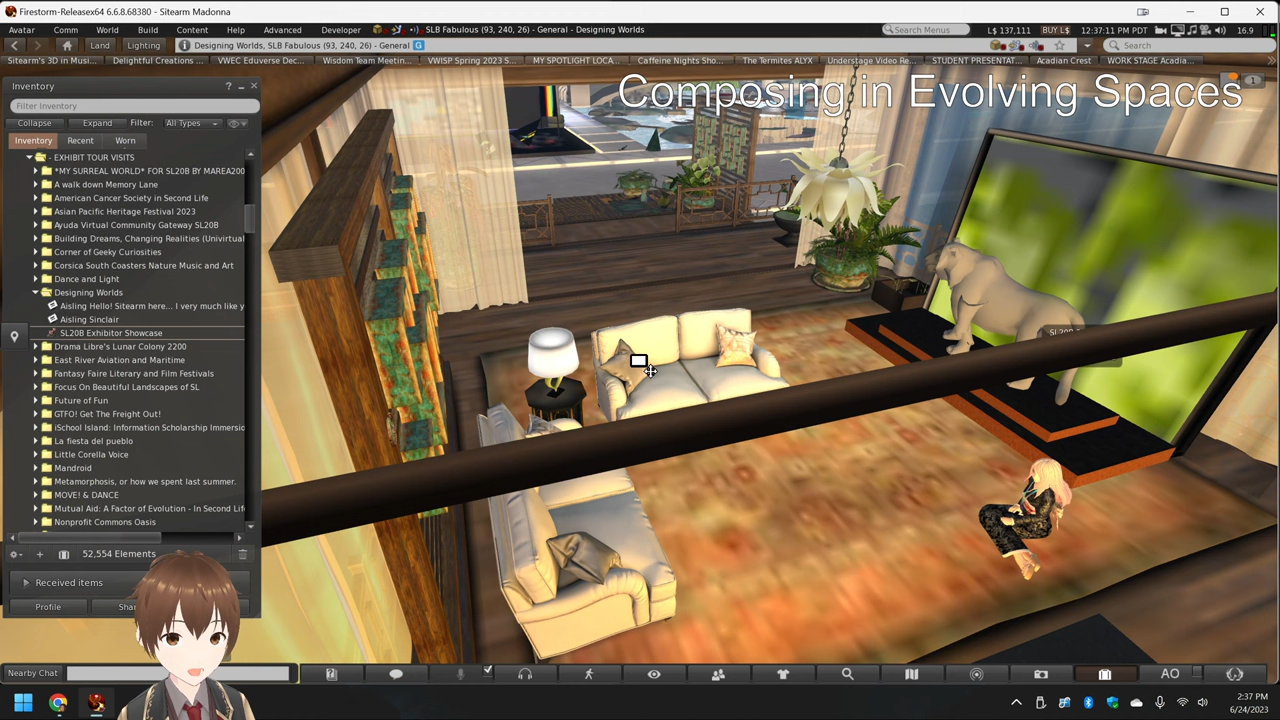 Firestorm-Releasex64 6.6.8.68380 - Sitearm Madonna
Avatar Comm World Build Content Help Advanced Developer SLB Fabulous (93, 240, 26) - General - Designing Worlds L$ 137,111 BUY L$ 12:37:11 PM PDT 16.9
Search Menus
Land Lighting Designing Worlds, SLB Fabulous (93, 240, 26) - General G Search
Sitearm's 3D in Musi... Delightful Creations ... VWEC Eduverse Dec... Wisdom Team Meetin... VWISP Spring 2023 S... MY SPOTLIGHT LOCA... Caffeine Nights Sho... The Termites ALYX Understage Video Re... STUDENT PRESENTAT... Acadian Crest WORK STAGE Acadia...
Composing in Evolving Spaces
1
Inventory
Filter Inventory
Collapse Expand Filter: All Types
Inventory Recent Worn
- EXHIBIT TOUR VISITS
*MY SURREAL WORLD* FOR SL20B BY MAREA200
A walk down Memory Lane
American Cancer Society in Second Life
Asian Pacific Heritage Festival 2023
Ayuda Virtual Community Gateway SL20B
Building Dreams, Changing Realities (Univirtual
Corner of Geeky Curiosities
Corsica South Coasters Nature Music and Art
Dance and Light
Designing Worlds
Aisling Hello! Sitearm here... I very much like y
Aisling Sinclair
SL20B Exhibitor Showcase
Drama Libre's Lunar Colony 2200
East River Aviation and Maritime
Fantasy Faire Literary and Film Festivals
Focus On Beautiful Landscapes of SL
Future of Fun
GTFO! Get The Freight Out!
iSchool Island: Information Scholarship Immersio
La fiesta del pueblo
Little Corella Voice
Mandroid
Metamorphosis, or how we spent last summer.
MOVE! & DANCE
Mutual Aid: A Factor of Evolution - In Second Lif
Nonprofit Commons Oasis
52,554 Elements
Received items
Profile Shar
Nearby Chat
AO
2:37 PM
6/24/2023